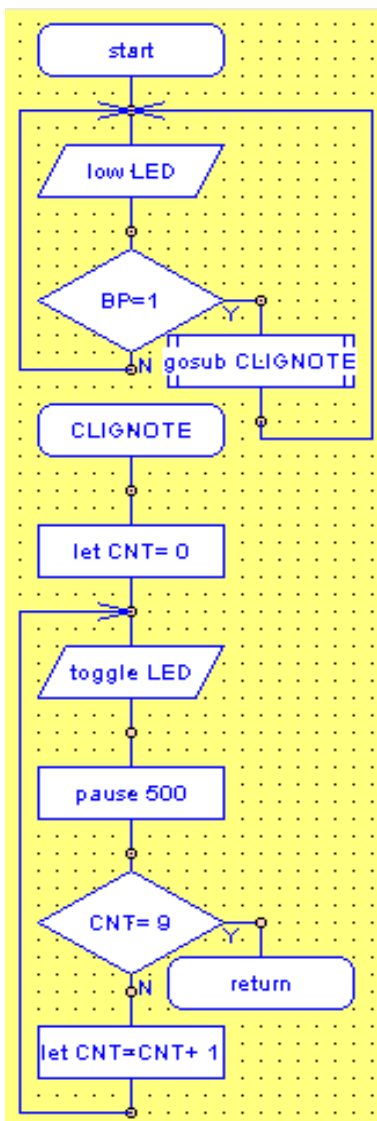 start
low LED
BP=1
Y
N
gosub CLIGNOTE
CLIGNOTE
let CNT= 0
toggle LED
pause 500
CNT= 9
Y
N
return
let CNT=CNT+ 1